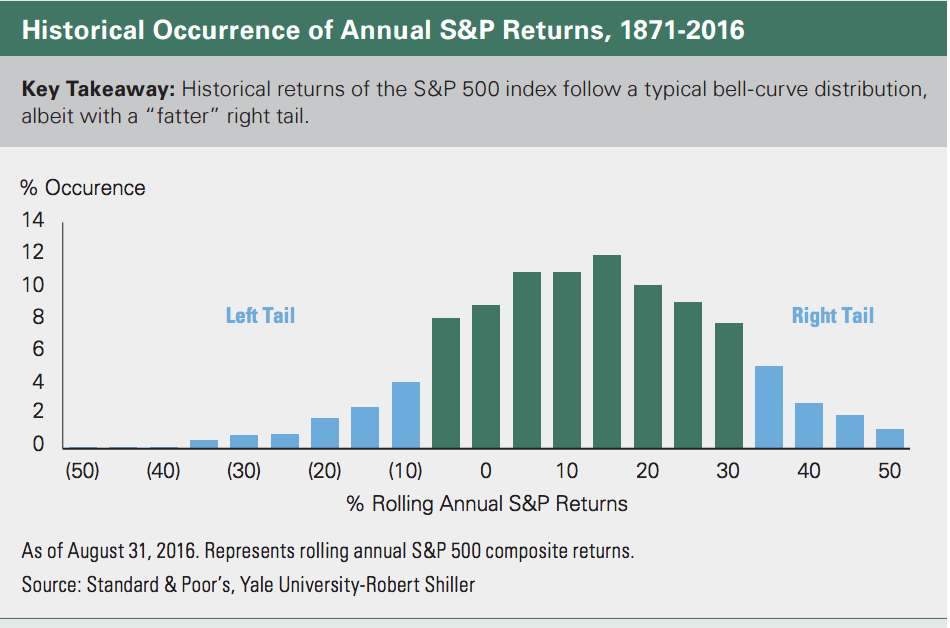 Historical Occurrence of Annual S&P Returns, 1871-2016
Key Takeaway: Historical returns of the S&P 500 index follow a typical bell-curve distribution,
albeit with a “fatter” right tail.
% Occurence
14
12
10
8
6
4
2
0
Left Tail
Right Tail
(50) (40) (30) (20) (10) 0 10 20 30 40 50
% Rolling Annual S&P Returns
As of August 31, 2016. Represents rolling annual S&P 500 composite returns.
Source: Standard & Poor’s, Yale University-Robert Shiller